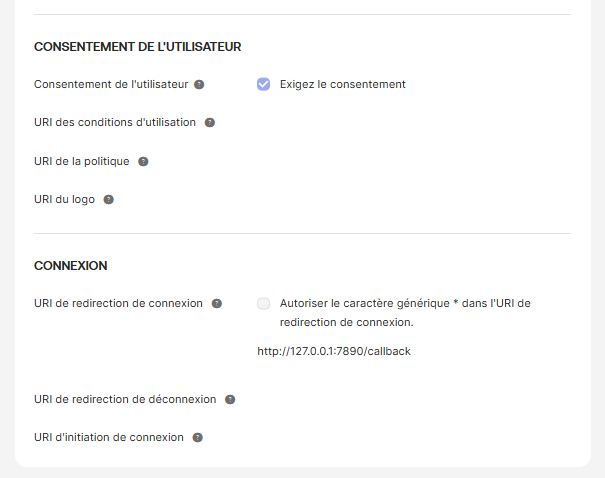 CONSENTEMENT DE L'UTILISATEUR
Consentement de l'utilisateur ?
Exigez le consentement
URI des conditions d'utilisation ?
URI de la politique ?
URI du logo ?
CONNEXION
URI de redirection de connexion ?
Autoriser le caractère générique * dans l'URI de
redirection de connexion.
http://127.0.0.1:7890/callback
URI de redirection de déconnexion ?
URI d'initiation de connexion ?